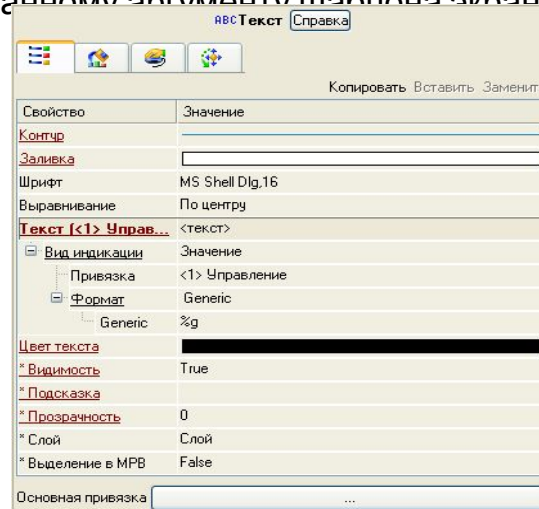 ABC Текст Справка
Копировать Вставить Заменит
Свойство Значение
Контур
Заливка
Шрифт MS Shell Dlg,16
Выравнивание По центру
Текст (<1> Управ... <текст>
Вид индикации Значение
Привязка <1> Управление
Формат Generic
Generic %g
Цвет текста
* Видимость True
* Подсказка
* Прозрачность 0
* Слой Слой
* Выделение в МРВ False
Основная привязка ...